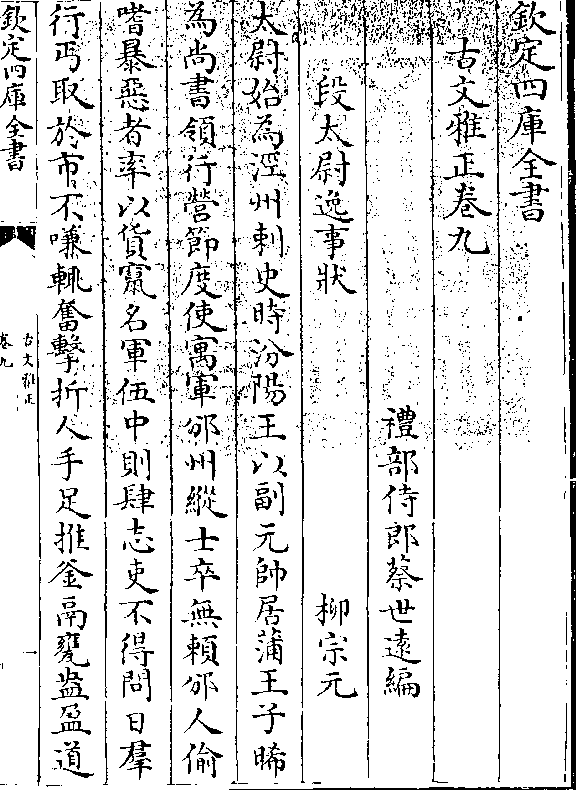 欽定四庫全書
古文雅正卷九
禮部侍郎蔡世遠編
段太尉逸事狀　柳宗元
太尉始為涇州刺史時汾陽王以副元帥居蒲王子晞
為尚書領行營節度使寓軍邠州縱士卒無賴邠人偷
嗜暴惡者率以貨竄名軍伍中則肆志吏不得問日羣
行丐取於市不嗛輒奮擊折人手足推釜鬲甕盎盈道
欽定四庫全書
古文雅正
卷九
一